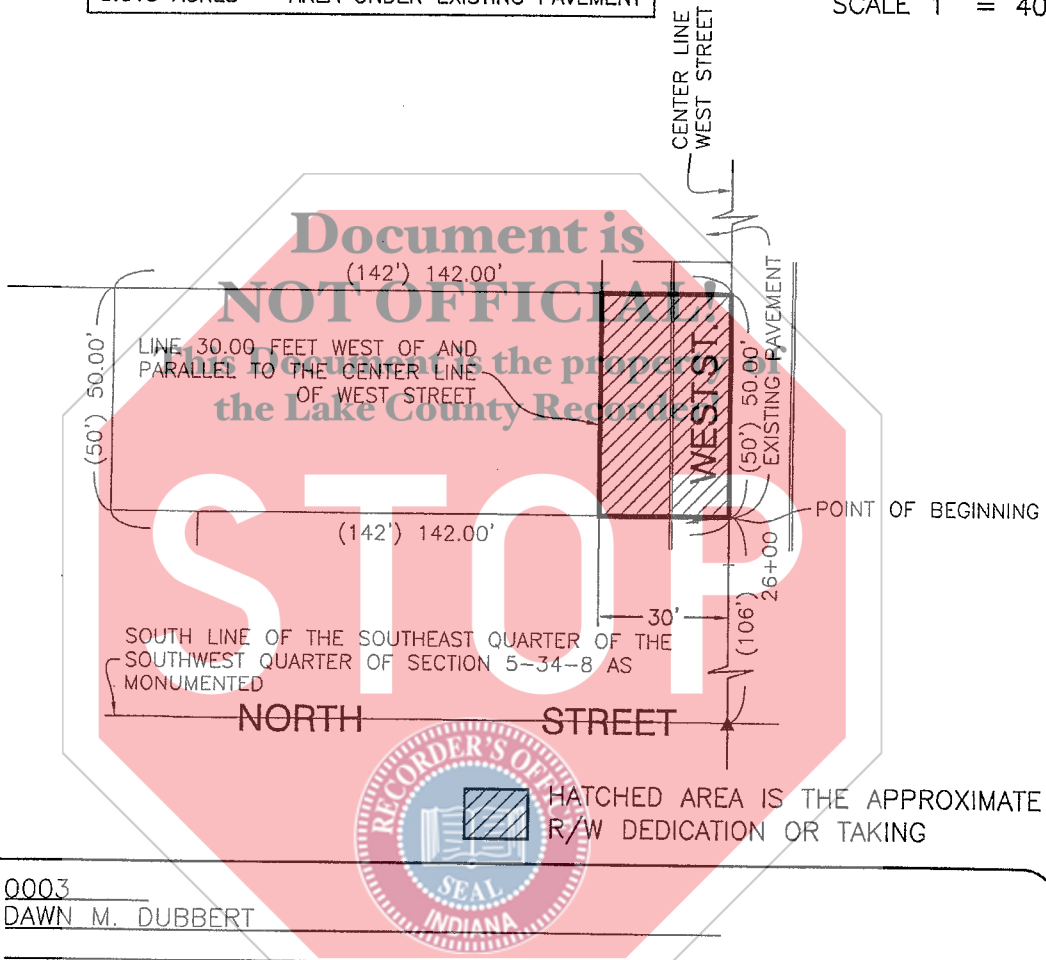 AREA UNDER EXISTING PAVEMENT
SCALE 1" = 40
CENTER LINE
WEST STREET
Document is
NOT OFFICIAL!
This Document is the property of
the Lake County Recorder!
(142') 142.00'
(50') 50.00'
LINE 30.00 FEET WEST OF AND
PARALLEL TO THE CENTER LINE
OF WEST STREET
WEST ST.
(50') 50.00'
EXISTING PAVEMENT
POINT OF BEGINNING
(142') 142.00'
STOP
26+00
30'
(106')
SOUTH LINE OF THE SOUTHEAST QUARTER OF THE
SOUTHWEST QUARTER OF SECTION 5-34-8 AS
MONUMENTED
NORTH STREET
RECORDER'S OFFICE
SEAL
INDIANA
HATCHED AREA IS THE APPROXIMATE
R/W DEDICATION OR TAKING
0003
DAWN M. DUBBERT